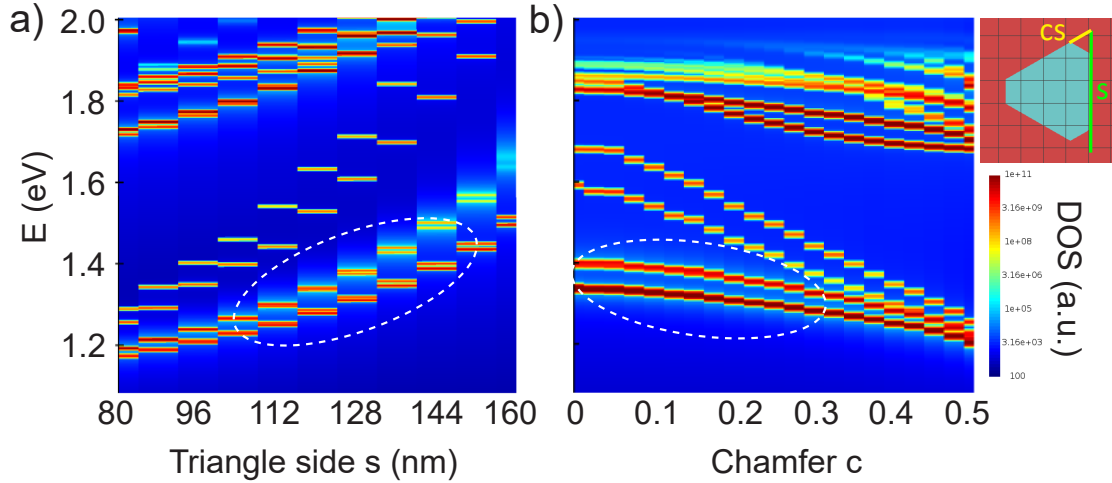 a)
b)
E (eV)
2.0
1.8
1.6
1.4
1.2
80
96
112
128
144
160
Triangle side s (nm)
0
0.1
0.2
0.3
0.4
0.5
Chamfer c
cs
S
1e+11
3.16e+09
1e+08
3.16e+06
1e+05
3.16e+03
100
DOS (a.u.)